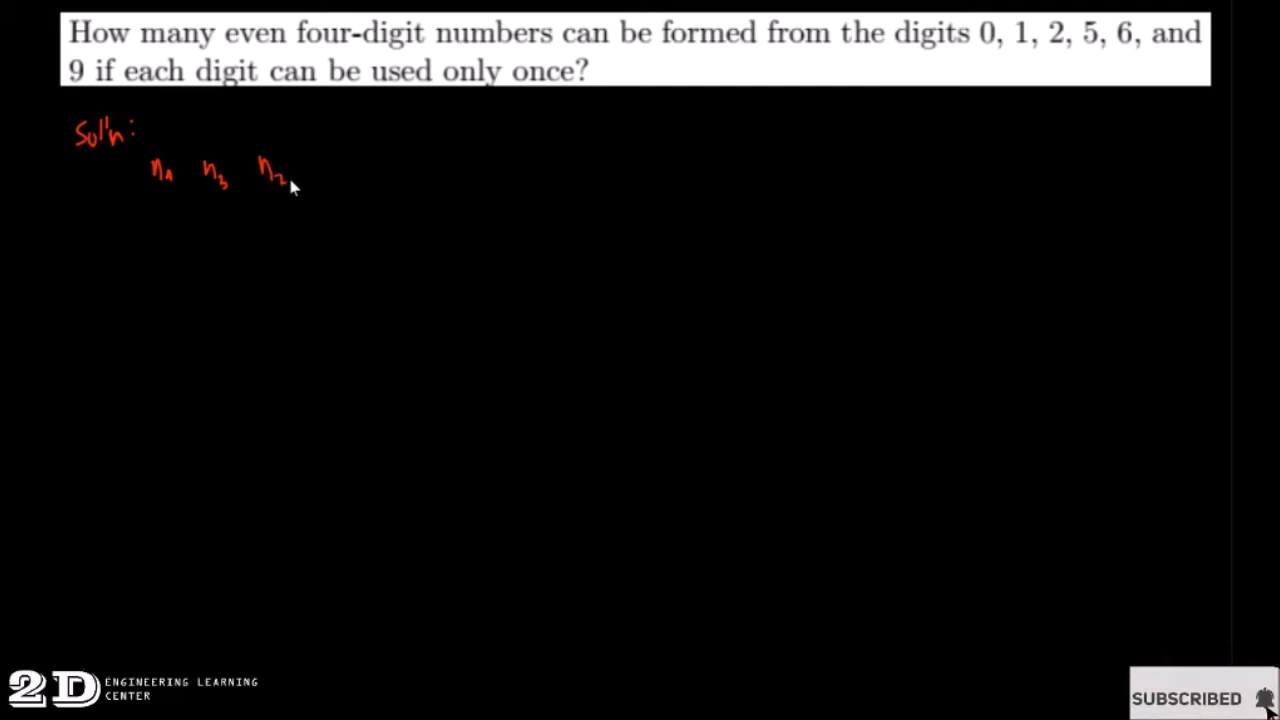 How many even four-digit numbers can be formed from the digits 0, 1, 2, 5, 6, and
9 if each digit can be used only once?
Sol'n:
n₁ n₃ n₂
2D ENGINEERING LEARNING
CENTER
SUBSCRIBED